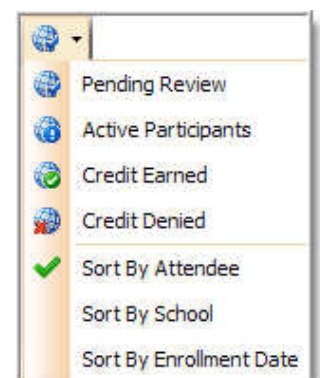 Pending Review
Active Participants
Credit Earned
Credit Denied
Sort By Attendee
Sort By School
Sort By Enrollment Date